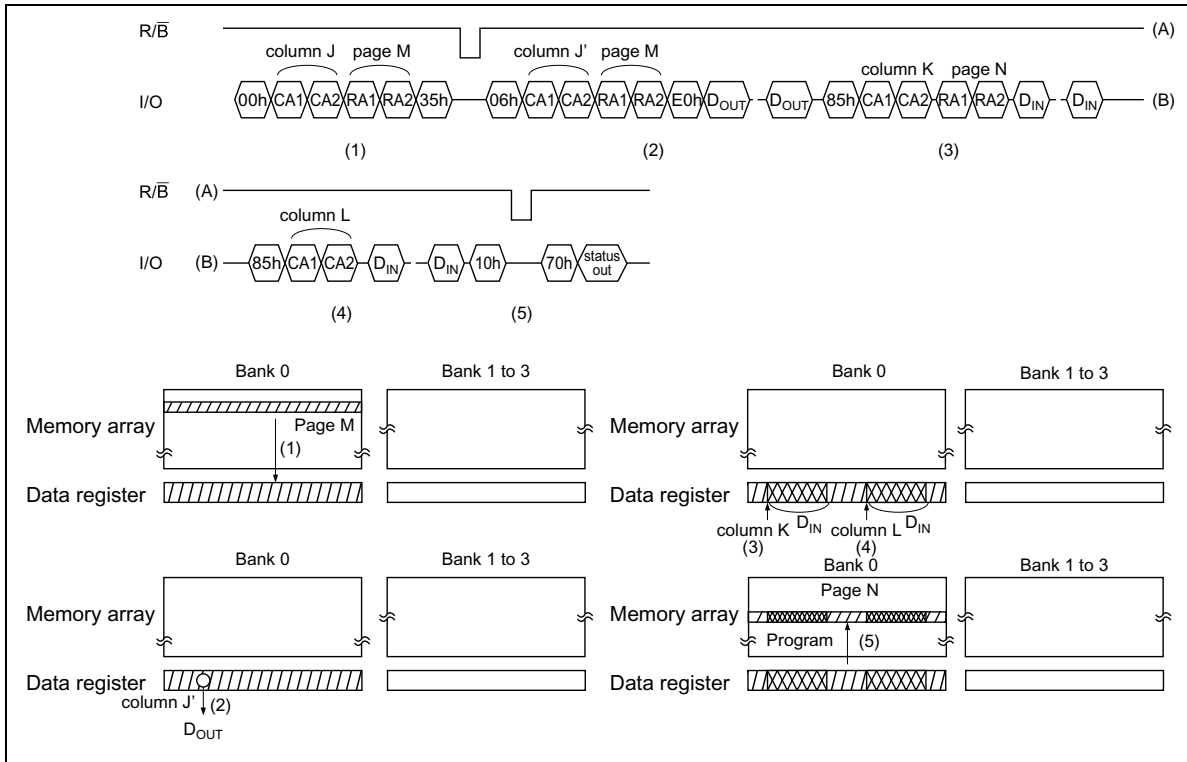 R/B (A)
column J page M column J' page M column K page N
I/O 00h CA1 CA2 RA1 RA2 35h 06h CA1 CA2 RA1 RA2 E0h DOUT DOUT 85h CA1 CA2 RA1 RA2 DIN DIN (B)
(1) (2) (3)
R/B (A)
column L
I/O (B) 85h CA1 CA2 DIN DIN 10h 70h status out
(4) (5)
Bank 0 Bank 1 to 3 Bank 0 Bank 1 to 3
Memory array Page M Memory array
(1)
Data register Data register
column K DIN column L DIN
(3) (4)
Bank 0 Bank 1 to 3 Bank 0 Bank 1 to 3
Page N
Memory array Memory array
Program (5)
Data register Data register
column J' (2)
DOUT